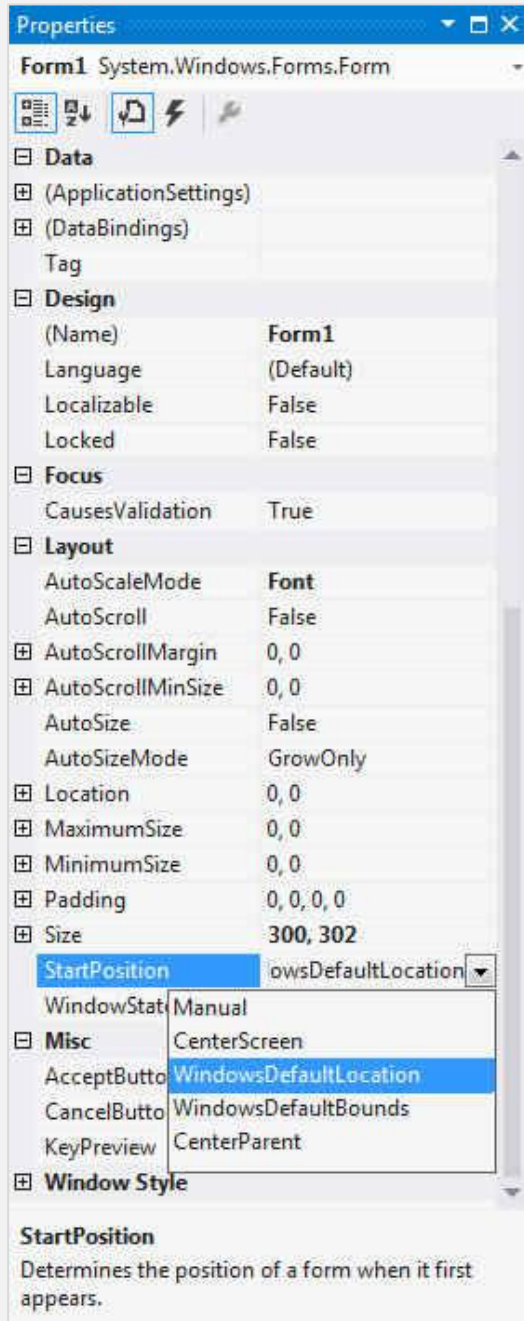 Properties
Form1 System.Windows.Forms.Form
Data
(ApplicationSettings)
(DataBindings)
Tag
Design
(Name) Form1
Language (Default)
Localizable False
Locked False
Focus
CausesValidation True
Layout
AutoScaleMode Font
AutoScroll False
AutoScrollMargin 0, 0
AutoScrollMinSize 0, 0
AutoSize False
AutoSizeMode GrowOnly
Location 0, 0
MaximumSize 0, 0
MinimumSize 0, 0
Padding 0, 0, 0, 0
Size 300, 302
StartPosition owsDefaultLocation
WindowStat Manual
Misc CenterScreen
AcceptButto WindowsDefaultLocation
CancelButto WindowsDefaultBounds
KeyPreview CenterParent
Window Style
StartPosition
Determines the position of a form when it first
appears.